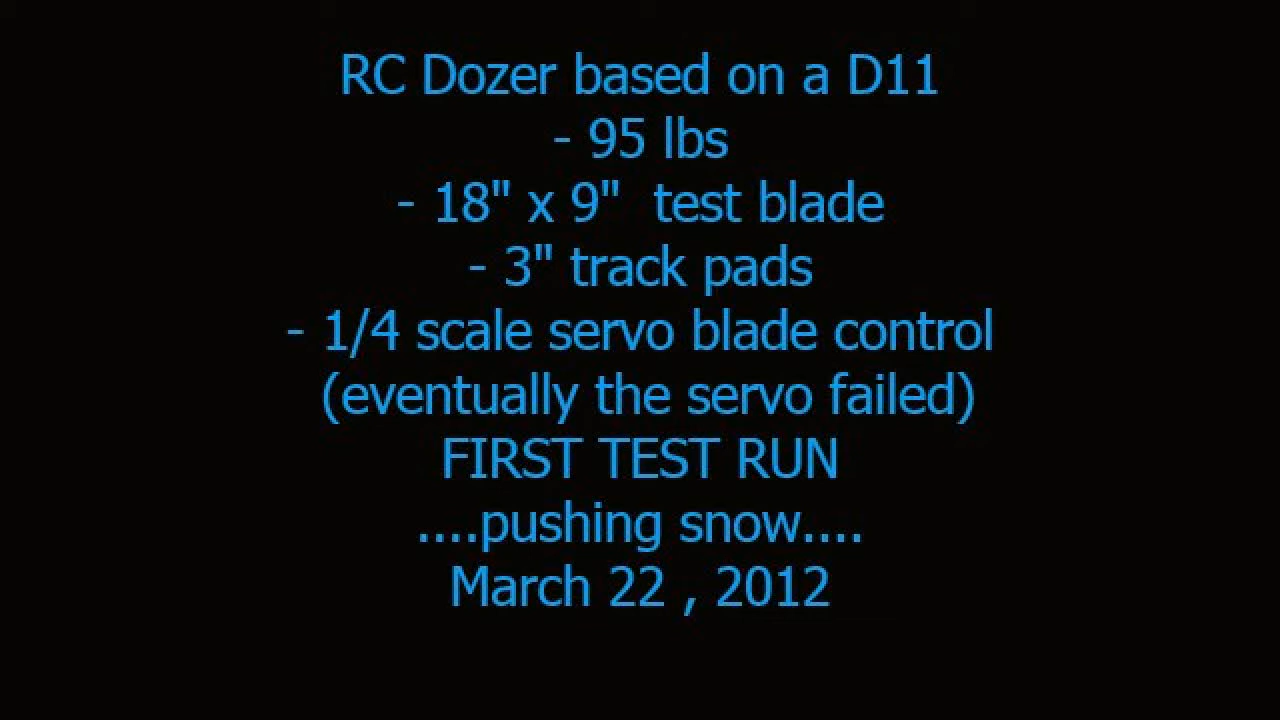 RC Dozer based on a D11
- 95 lbs
- 18" x 9"  test blade
- 3" track pads
- 1/4 scale servo blade control
(eventually the servo failed)
FIRST TEST RUN
....pushing snow....
March 22 , 2012